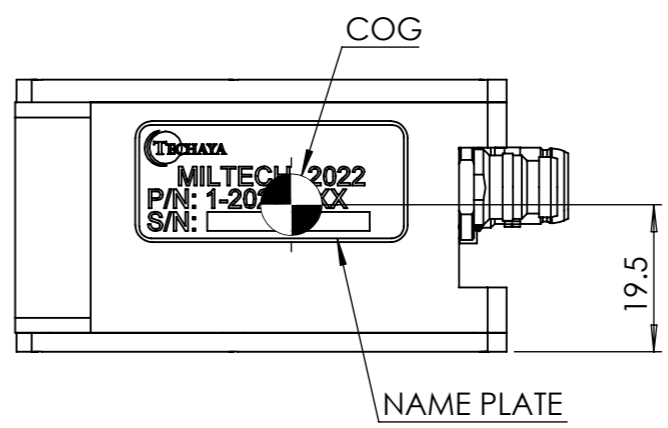 COG
TECHAYA
MILTECH 2022
P/N: 1-202 XX
S/N:
19.5
NAME PLATE